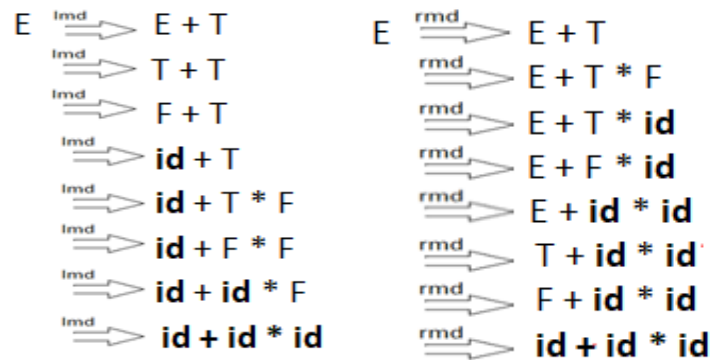 E lmd E + T
lmd T + T
lmd F + T
lmd id + T
lmd id + T * F
lmd id + F * F
lmd id + id * F
lmd id + id * id
E rmd E + T
rmd E + T * F
rmd E + T * id
rmd E + F * id
rmd E + id * id
rmd T + id * id
rmd F + id * id
rmd id + id * id